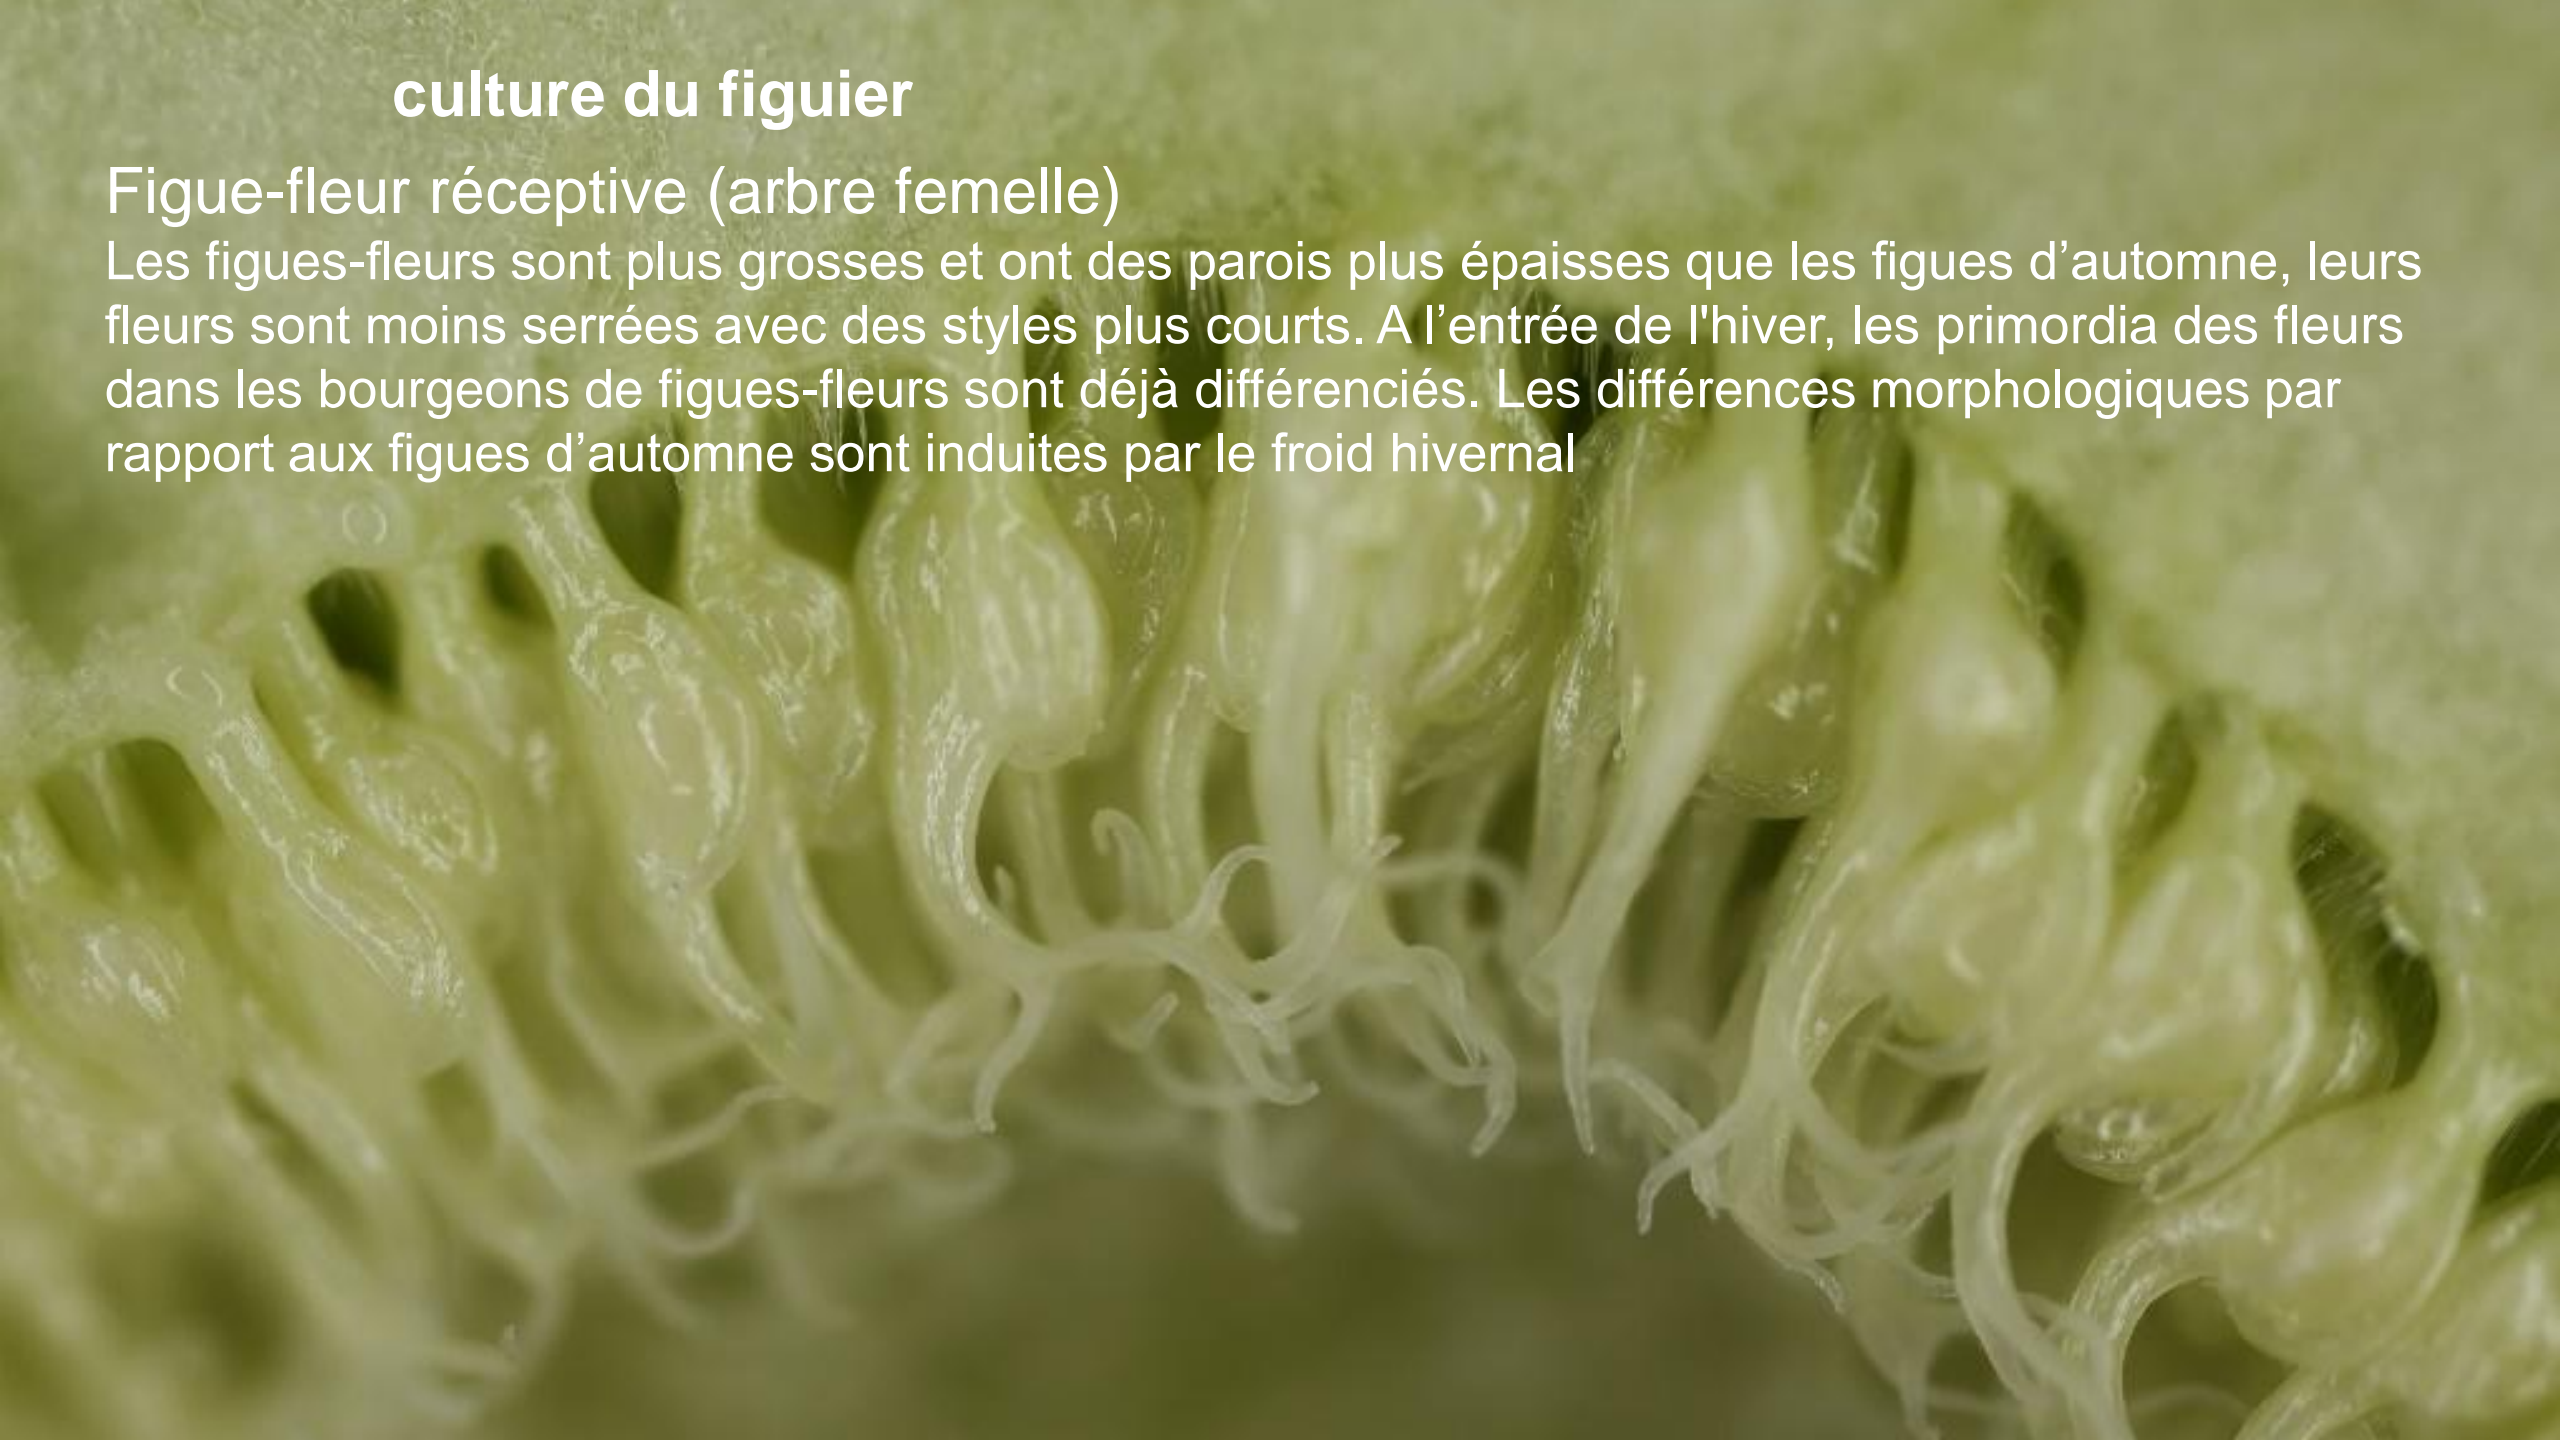 culture du figuier
Figue-fleur réceptive (arbre femelle)
Les figues-fleurs sont plus grosses et ont des parois plus épaisses que les figues d’automne, leurs
fleurs sont moins serrées avec des styles plus courts. A l’entrée de l'hiver, les primordia des fleurs
dans les bourgeons de figues-fleurs sont déjà différenciés. Les différences morphologiques par
rapport aux figues d’automne sont induites par le froid hivernal